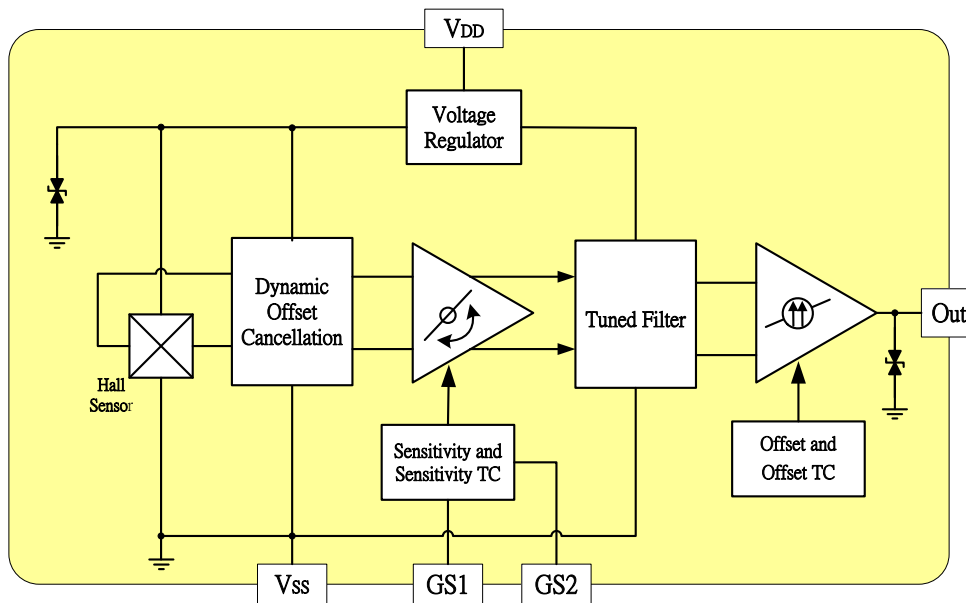 VDD
Voltage
Regulator
Dynamic
Offset
Cancellation
Tuned Filter
Out
Hall
Sensor
Sensitivity and
Sensitivity TC
Offset and
Offset TC
Vss
GS1
GS2